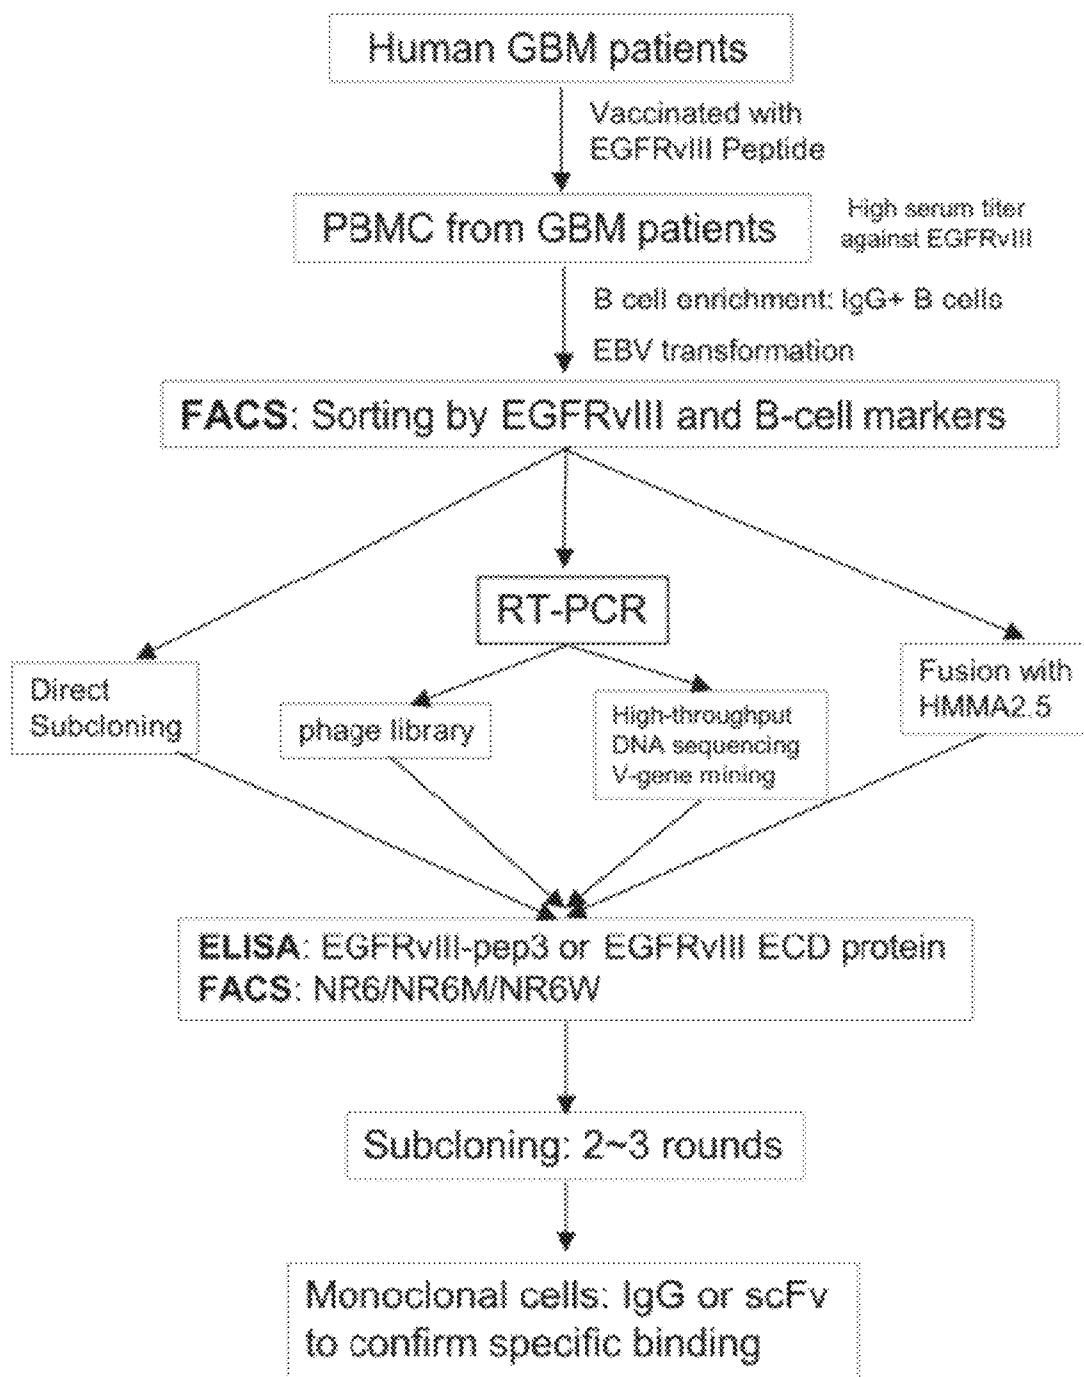 Human GBM patients
Vaccinated with
EGFRvIII Peptide
PBMC from GBM patients
High serum titer
against EGFRvIII
B cell enrichment: IgG+ B cells
EBV transformation
FACS: Sorting by EGFRvIII and B-cell markers
RT-PCR
Direct
Subcloning
phage library
High-throughput
DNA sequencing
V-gene mining
Fusion with
HMMA2.5
ELISA: EGFRvIII-pep3 or EGFRvIII ECD protein
FACS: NR6/NR6M/NR6W
Subcloning: 2~3 rounds
Monoclonal cells: IgG or scFv
to confirm specific binding